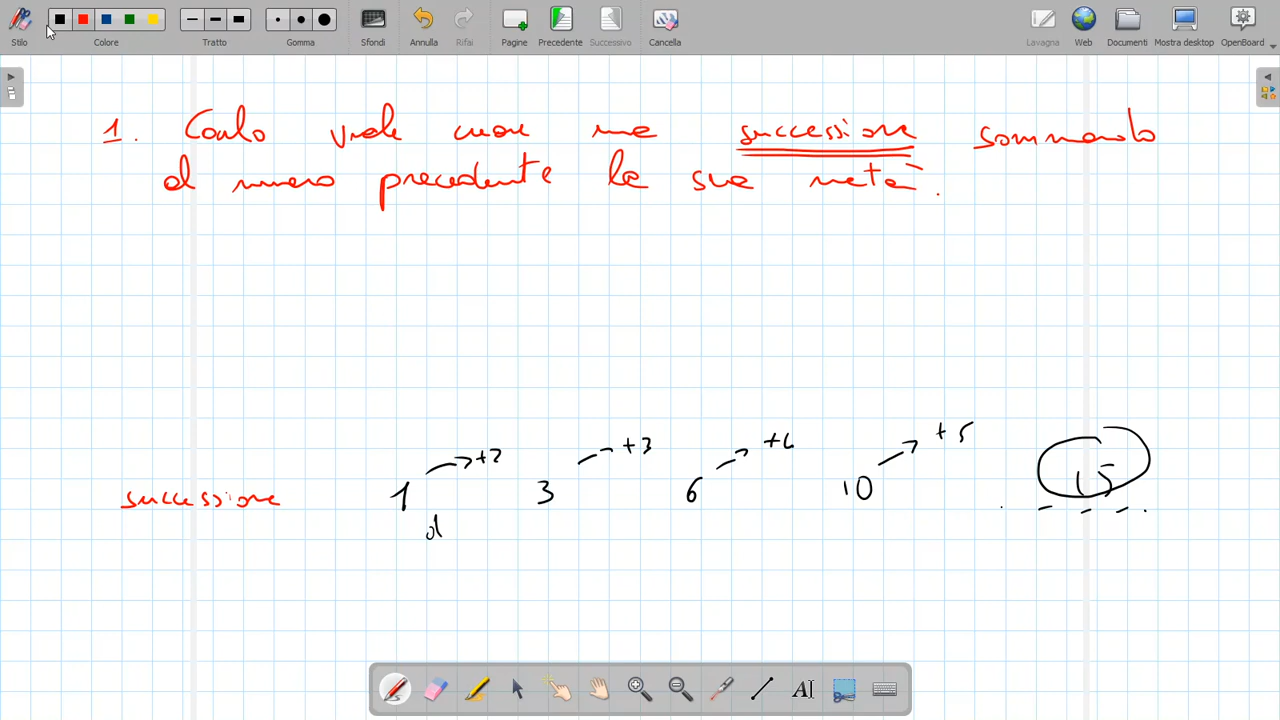 Stilo
Colore
Tratto
Gomma
Sfondi
Annulla
Rifai
Pagine
Precedente
Successivo
Cancella
Lavagna
Web
Documenti
Mostra desktop
OpenBoard
1. Carlo vuole creare una successione sommando
al numero precedente la sua metà.
+2 +3 +4 +5
successione 1 3 6 10 15